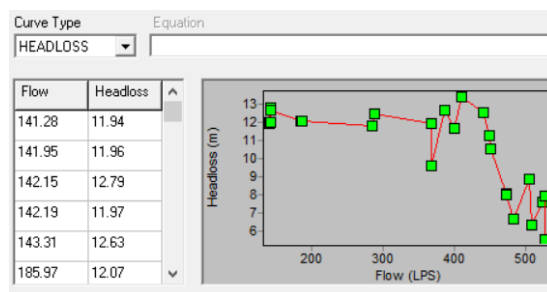 Curve Type Equation
HEADLOSS
Flow Headloss
141.28 11.94
141.95 11.96
142.15 12.79
142.19 11.97
143.31 12.63
185.97 12.07
Headloss (m)
13
12
11
10
9
8
7
6
200 300 400 500
Flow (LPS)